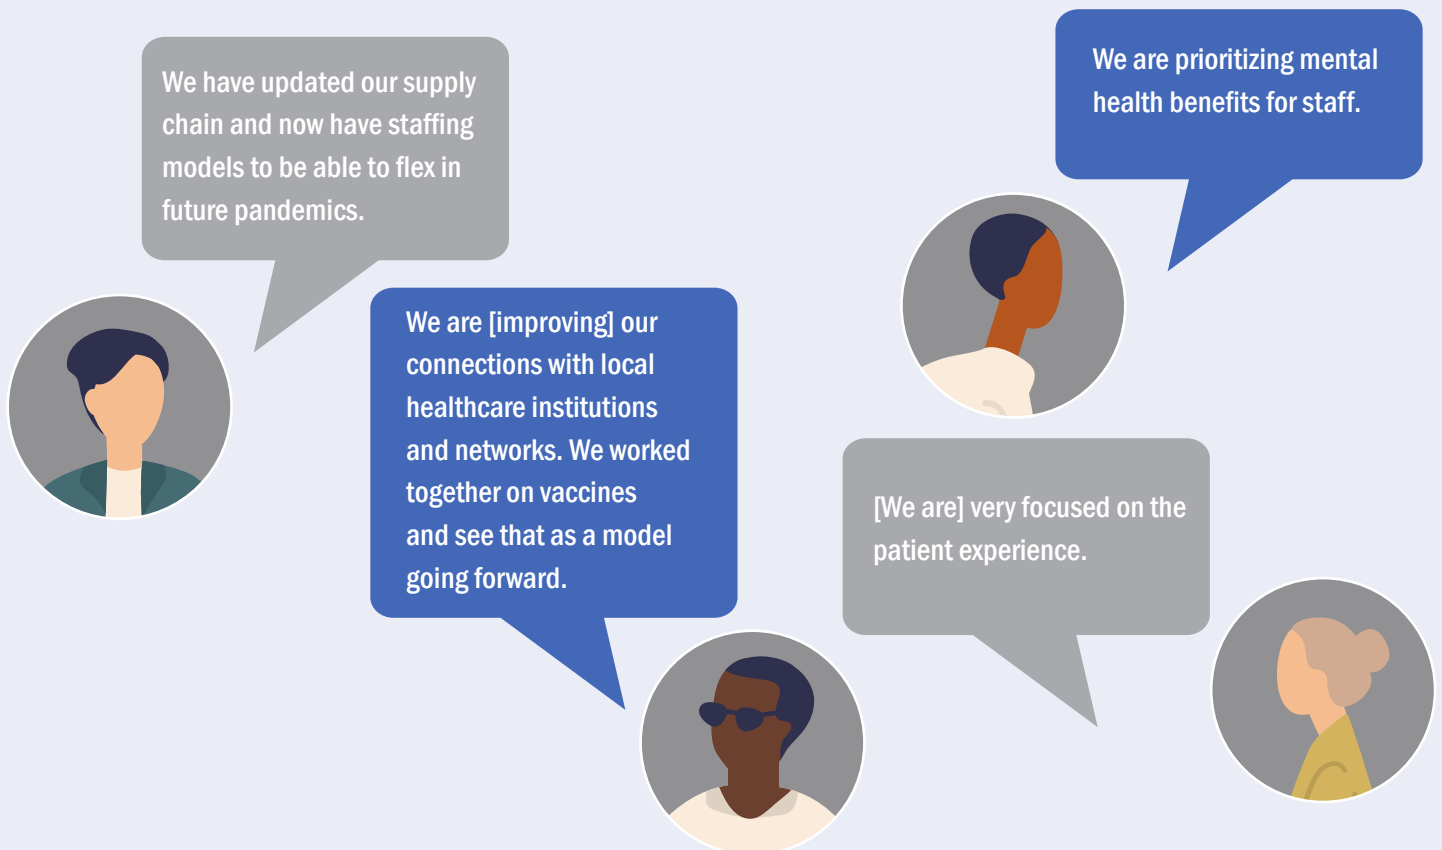 We have updated our supply
chain and now have staffing
models to be able to flex in
future pandemics.
We are prioritizing mental
health benefits for staff.
We are [improving] our
connections with local
healthcare institutions
and networks. We worked
together on vaccines
and see that as a model
going forward.
[We are] very focused on the
patient experience.